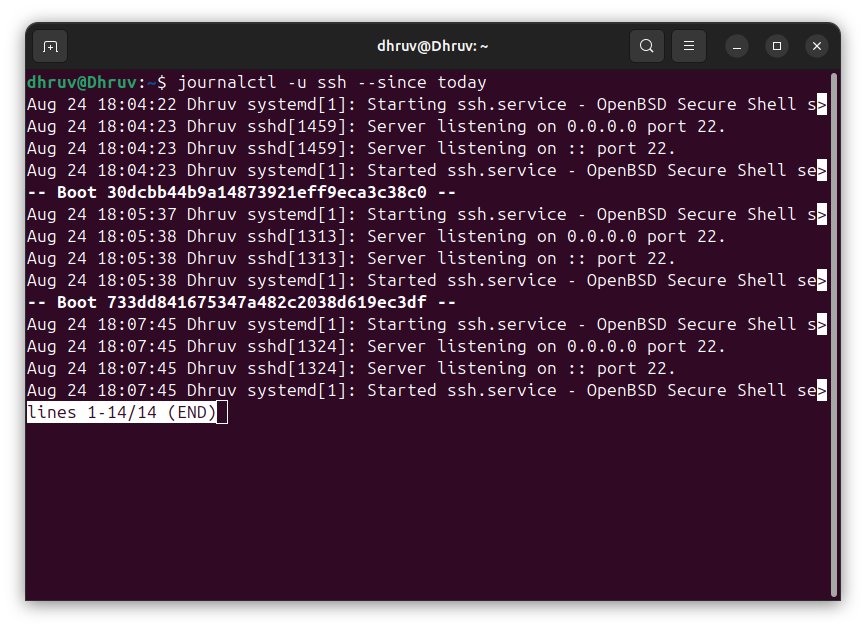 dhruv@Dhruv: ~
dhruv@Dhruv:~$ journalctl -u ssh --since today
Aug 24 18:04:22 Dhruv systemd[1]: Starting ssh.service - OpenBSD Secure Shell s>
Aug 24 18:04:23 Dhruv sshd[1459]: Server listening on 0.0.0.0 port 22.
Aug 24 18:04:23 Dhruv sshd[1459]: Server listening on :: port 22.
Aug 24 18:04:23 Dhruv systemd[1]: Started ssh.service - OpenBSD Secure Shell se>
-- Boot 30dcbb44b9a14873921eff9eca3c38c0 --
Aug 24 18:05:37 Dhruv systemd[1]: Starting ssh.service - OpenBSD Secure Shell s>
Aug 24 18:05:38 Dhruv sshd[1313]: Server listening on 0.0.0.0 port 22.
Aug 24 18:05:38 Dhruv sshd[1313]: Server listening on :: port 22.
Aug 24 18:05:38 Dhruv systemd[1]: Started ssh.service - OpenBSD Secure Shell se>
-- Boot 733dd841675347a482c2038d619ec3df --
Aug 24 18:07:45 Dhruv systemd[1]: Starting ssh.service - OpenBSD Secure Shell s>
Aug 24 18:07:45 Dhruv sshd[1324]: Server listening on 0.0.0.0 port 22.
Aug 24 18:07:45 Dhruv sshd[1324]: Server listening on :: port 22.
Aug 24 18:07:45 Dhruv systemd[1]: Started ssh.service - OpenBSD Secure Shell se>
lines 1-14/14 (END)